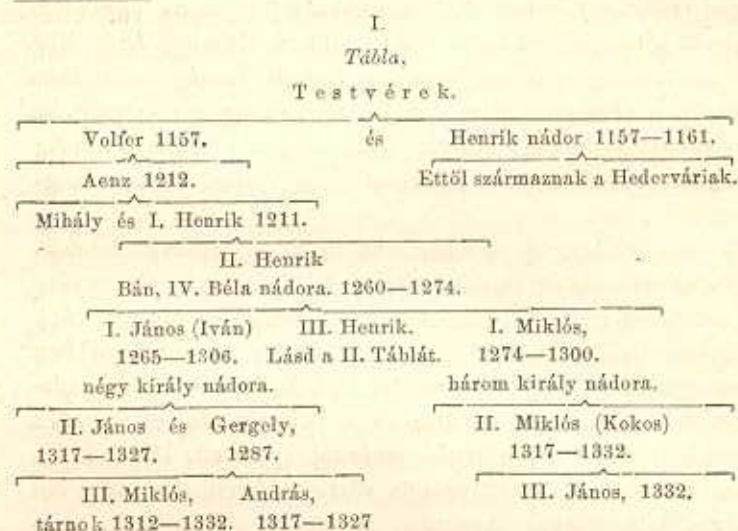 I.
Tábla.
Testvérek.
Volfer 1157. és Henrik nádor 1157—1161.
Aenz 1212. Ettöl származnak a Hederváriak.
Mihály és I. Henrik 1211.
II. Henrik
Bán, IV. Béla nádora. 1260—1274.
I. János (Iván) III. Henrik. I. Miklós,
1265—1306. Lásd a II. Táblát. 1274—1300.
négy király nádora. három király nádora.
II. János és Gergely, II. Miklós (Kokos)
1317—1327. 1287. 1317—1332.
III. Miklós, András, III. János, 1332.
tárnok 1312—1332. 1317—1327